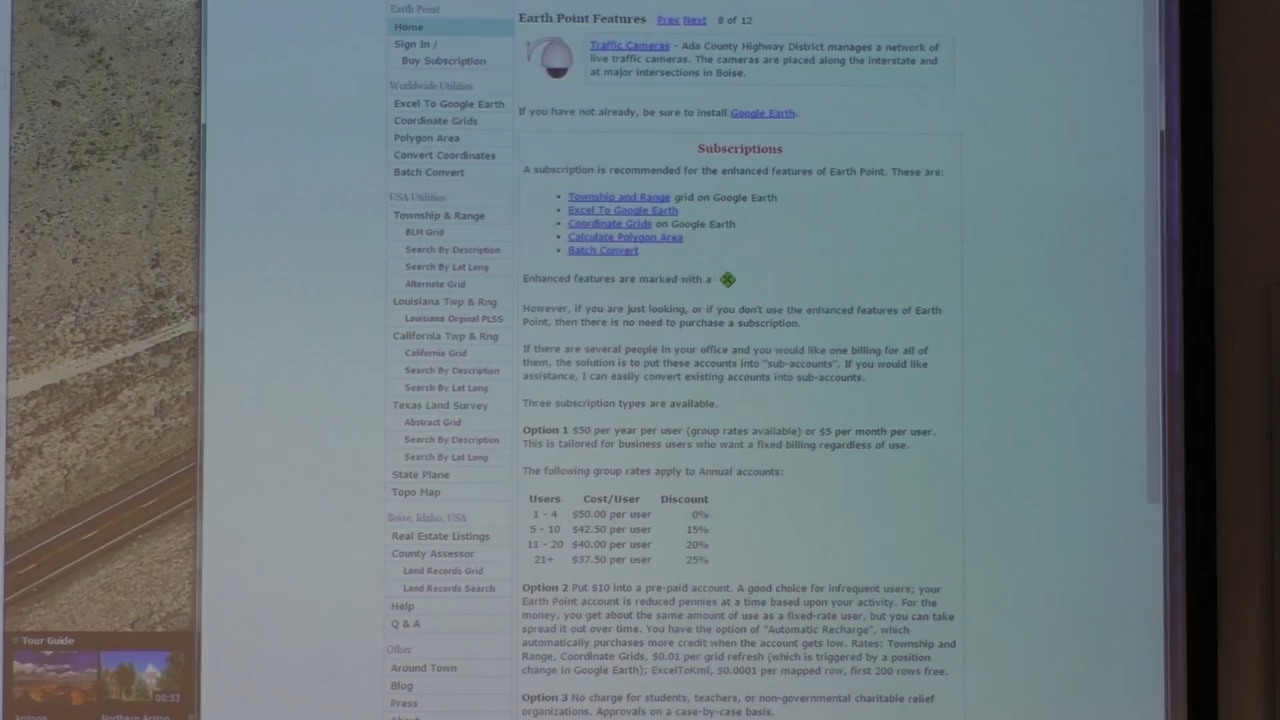 Earth Point
Home
Sign In /
Buy Subscription
Worldwide Utilities
Excel To Google Earth
Coordinate Grids
Polygon Area
Convert Coordinates
Batch Convert
USA Utilities
Township & Range
BLM Grid
Search By Description
Search By Lat Long
Alternate Grid
Louisiana Twp & Rng
Louisiana Orginal PLSS
California Twp & Rng
California Grid
Search By Description
Search By Lat Long
Texas Land Survey
Abstract Grid
Search By Description
Search By Lat Long
State Plane
Topo Map
Boise, Idaho, USA
Real Estate Listings
County Assessor
Land Records Grid
Land Records Search
Help
Q & A
Other
Around Town
Blog
Press
About
Earth Point Features Prev Next 8 of 12
Traffic Cameras - Ada County Highway District manages a network of
live traffic cameras. The cameras are placed along the interstate and
at major intersections in Boise.
If you have not already, be sure to install Google Earth.
Subscriptions
A subscription is recommended for the enhanced features of Earth Point. These are:
• Township and Range grid on Google Earth
• Excel To Google Earth
• Coordinate Grids on Google Earth
• Calculate Polygon Area
• Batch Convert
Enhanced features are marked with a
However, if you are just looking, or if you don't use the enhanced features of Earth
Point, then there is no need to purchase a subscription.
If there are several people in your office and you would like one billing for all of
them, the solution is to put these accounts into "sub-accounts". If you would like
assistance, I can easily convert existing accounts into sub-accounts.
Three subscription types are available.
Option 1 $50 per year per user (group rates available) or $5 per month per user.
This is tailored for business users who want a fixed billing regardless of use.
The following group rates apply to Annual accounts:
Users Cost/User Discount
1 - 4 $50.00 per user 0%
5 - 10 $42.50 per user 15%
11 - 20 $40.00 per user 20%
21+ $37.50 per user 25%
Option 2 Put $10 into a pre-paid account. A good choice for infrequent users; your
Earth Point account is reduced pennies at a time based upon your activity. For the
money, you get about the same amount of use as a fixed-rate user, but you can take
spread it out over time. You have the option of "Automatic Recharge", which
automatically purchases more credit when the account gets low. Rates: Township and
Range, Coordinate Grids, $0.01 per grid refresh (which is triggered by a position
change in Google Earth); ExcelToKml, $0.0001 per mapped row, first 200 rows free.
Option 3 No charge for students, teachers, or non-governmental charitable relief
organizations. Approvals on a case-by-case basis.
Tour Guide
00:33
Arizona
Northern Arizon